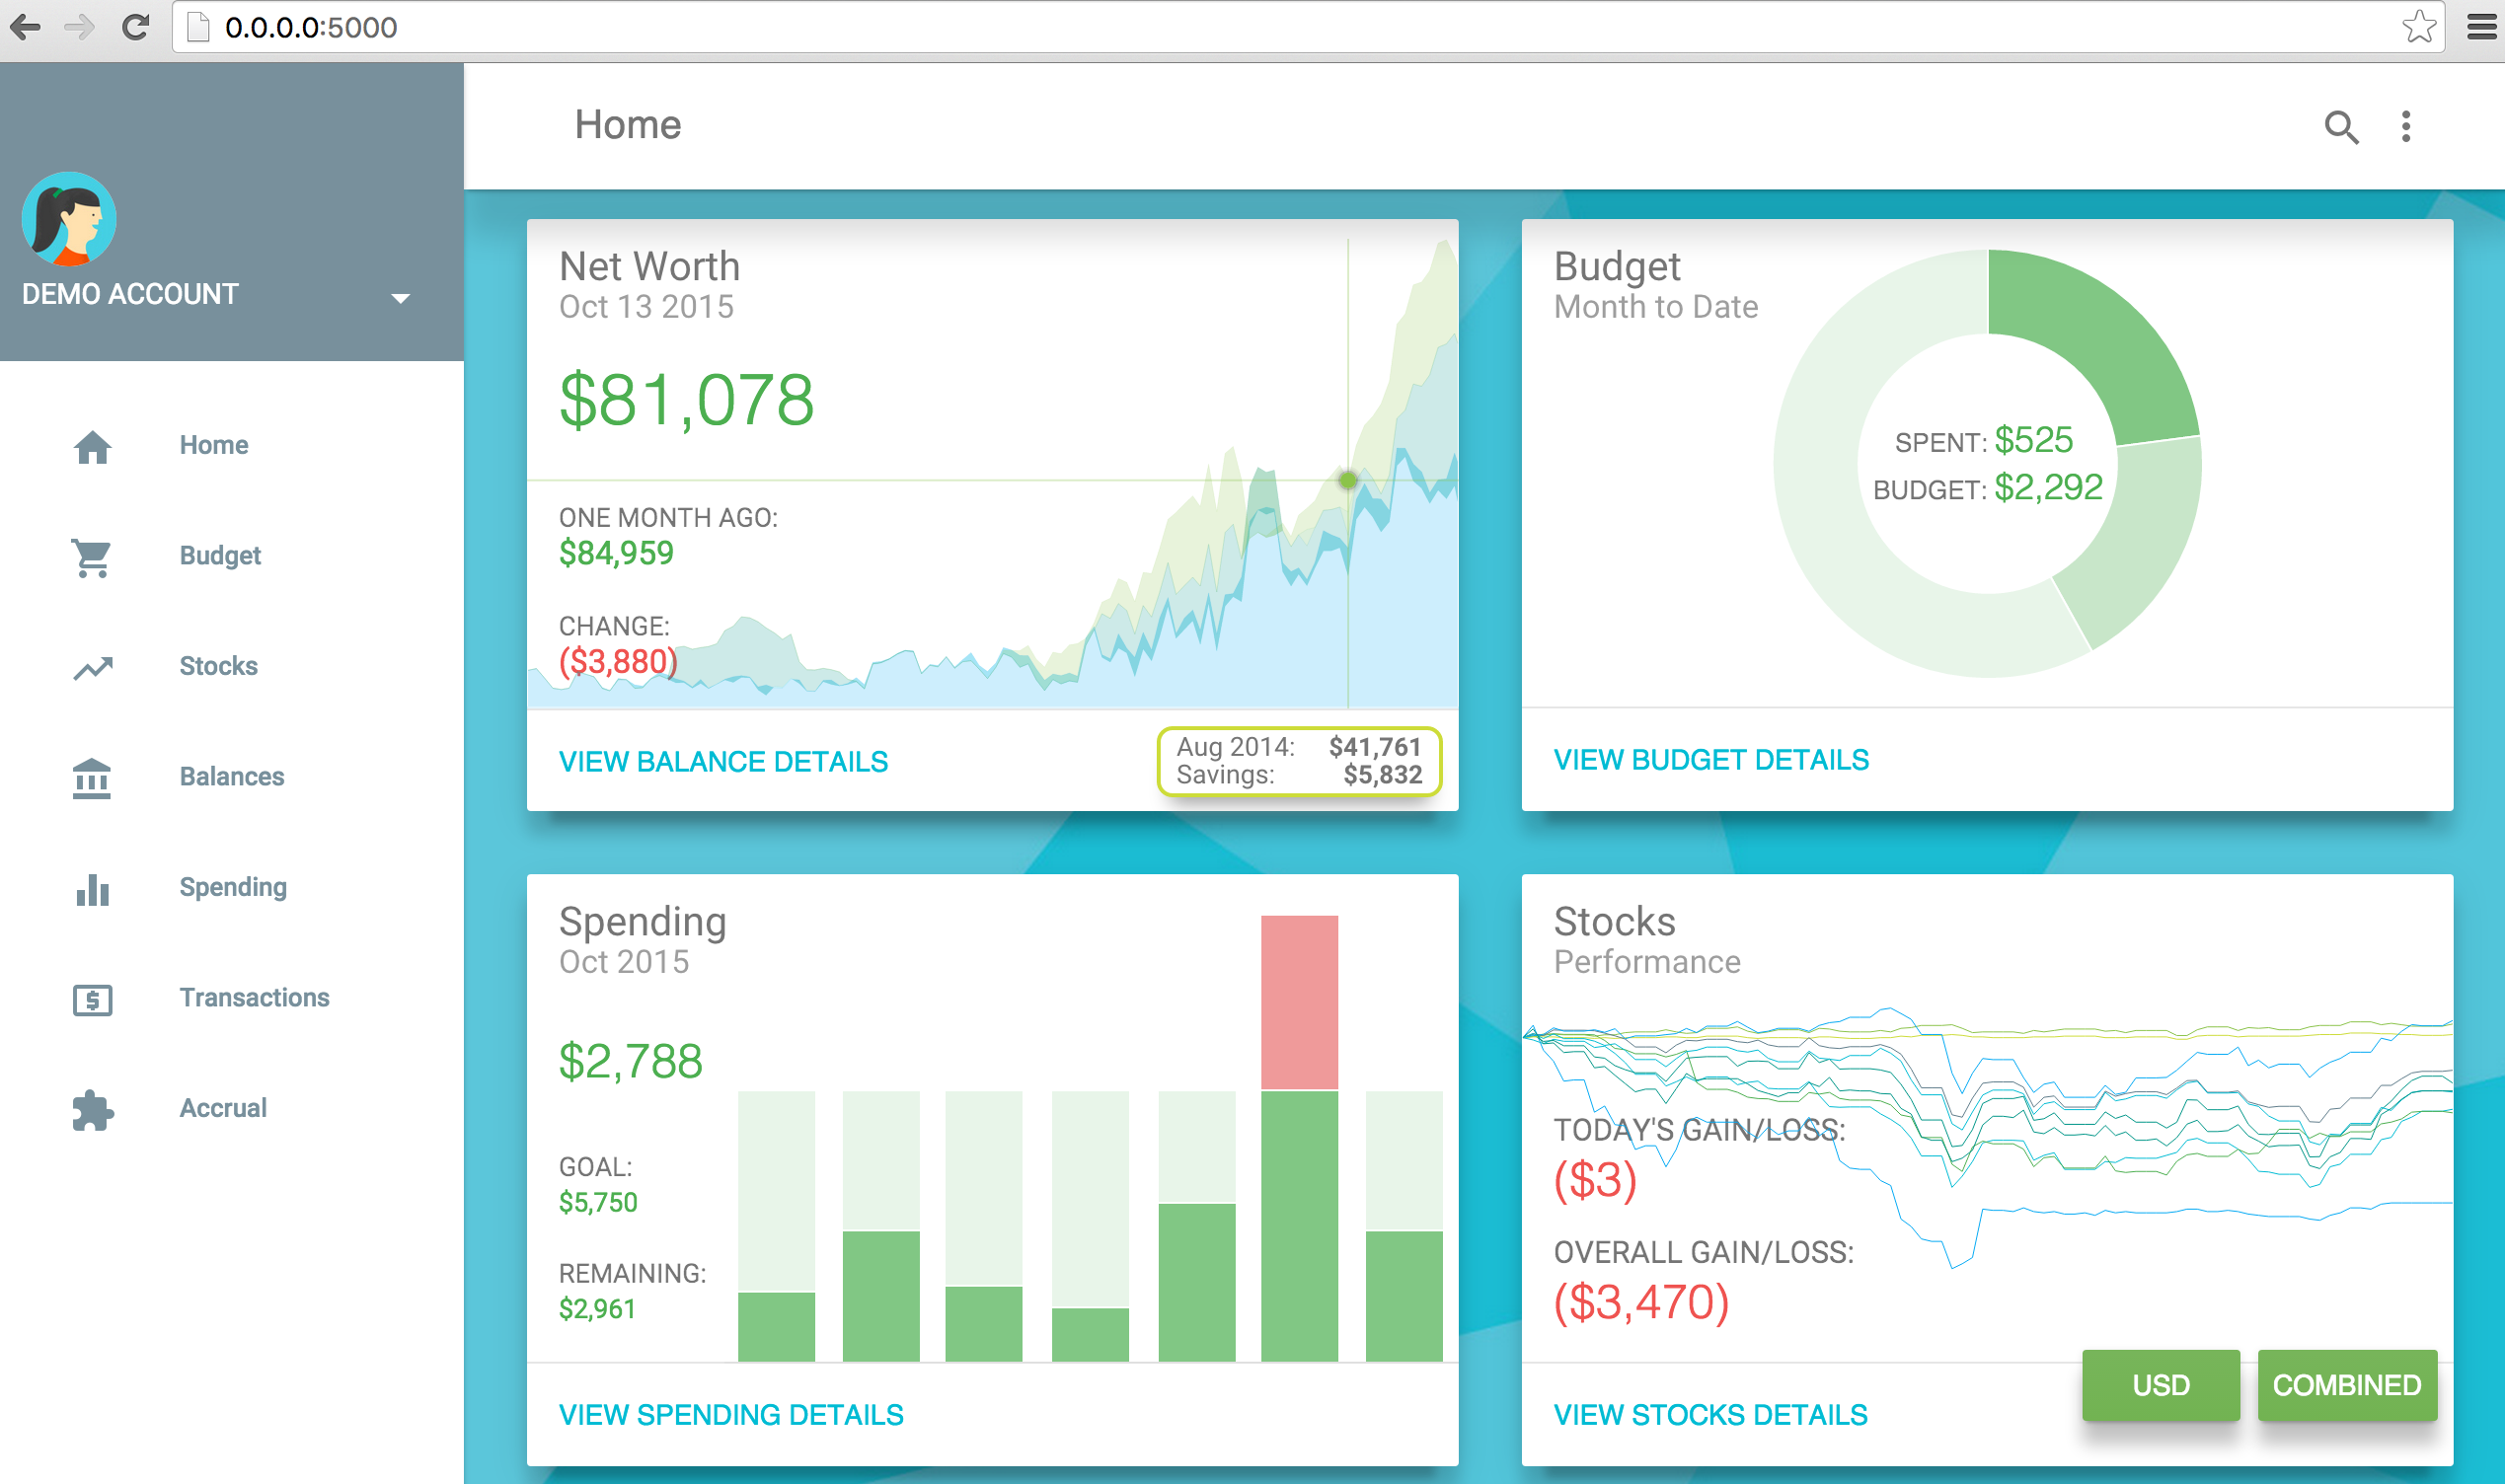 0.0.0.0:5000
Home
DEMO ACCOUNT
Home
Budget
Stocks
Balances
Spending
Transactions
Accrual
Net Worth
Oct 13 2015
$81,078
ONE MONTH AGO:
$84,959
CHANGE:
($3,880)
VIEW BALANCE DETAILS
Aug 2014: $41,761
Savings: $5,832
Budget
Month to Date
SPENT: $525
BUDGET: $2,292
VIEW BUDGET DETAILS
Spending
Oct 2015
$2,788
GOAL:
$5,750
REMAINING:
$2,961
VIEW SPENDING DETAILS
Stocks
Performance
TODAY'S GAIN/LOSS:
($3)
OVERALL GAIN/LOSS:
($3,470)
VIEW STOCKS DETAILS
USD
COMBINED